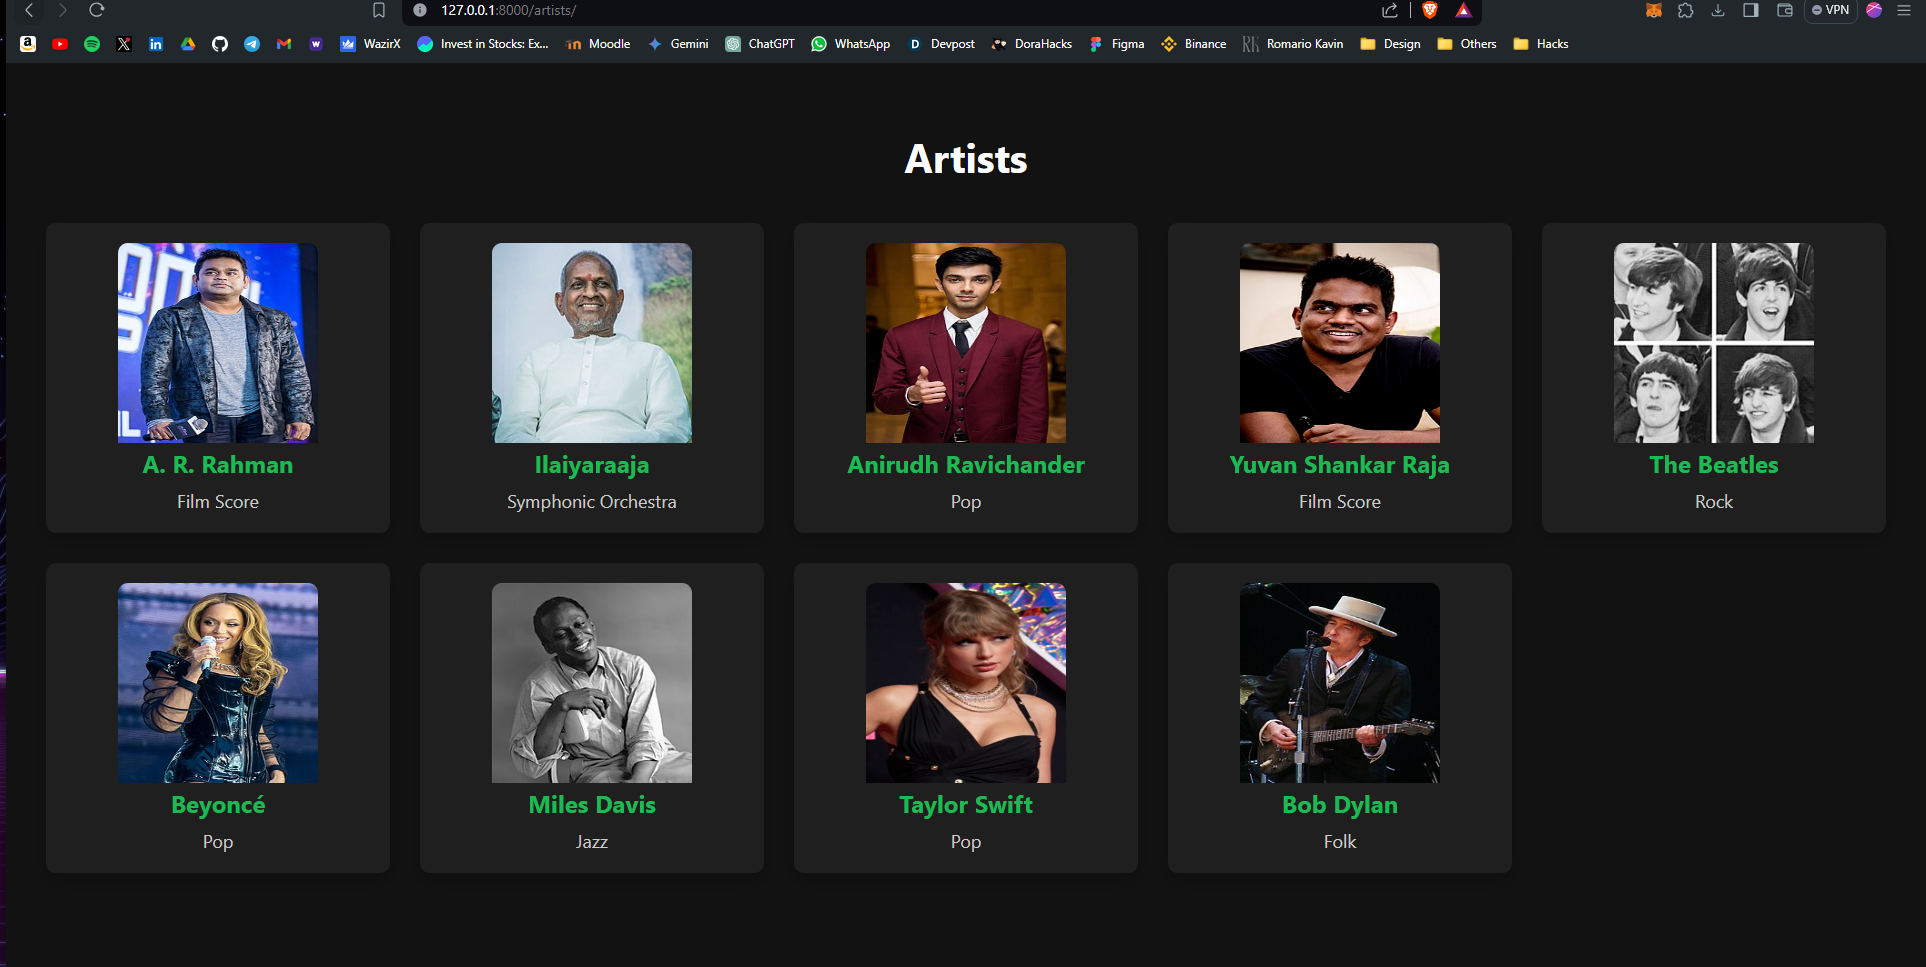 127.0.0.1:8000/artists/
VPN
WazirX Invest in Stocks: Ex... Moodle Gemini ChatGPT WhatsApp Devpost DoraHacks Figma Binance Romario Kavin Design Others Hacks
Artists
A. R. Rahman
Film Score
Ilaiyaraaja
Symphonic Orchestra
Anirudh Ravichander
Pop
Yuvan Shankar Raja
Film Score
The Beatles
Rock
Beyoncé
Pop
Miles Davis
Jazz
Taylor Swift
Pop
Bob Dylan
Folk